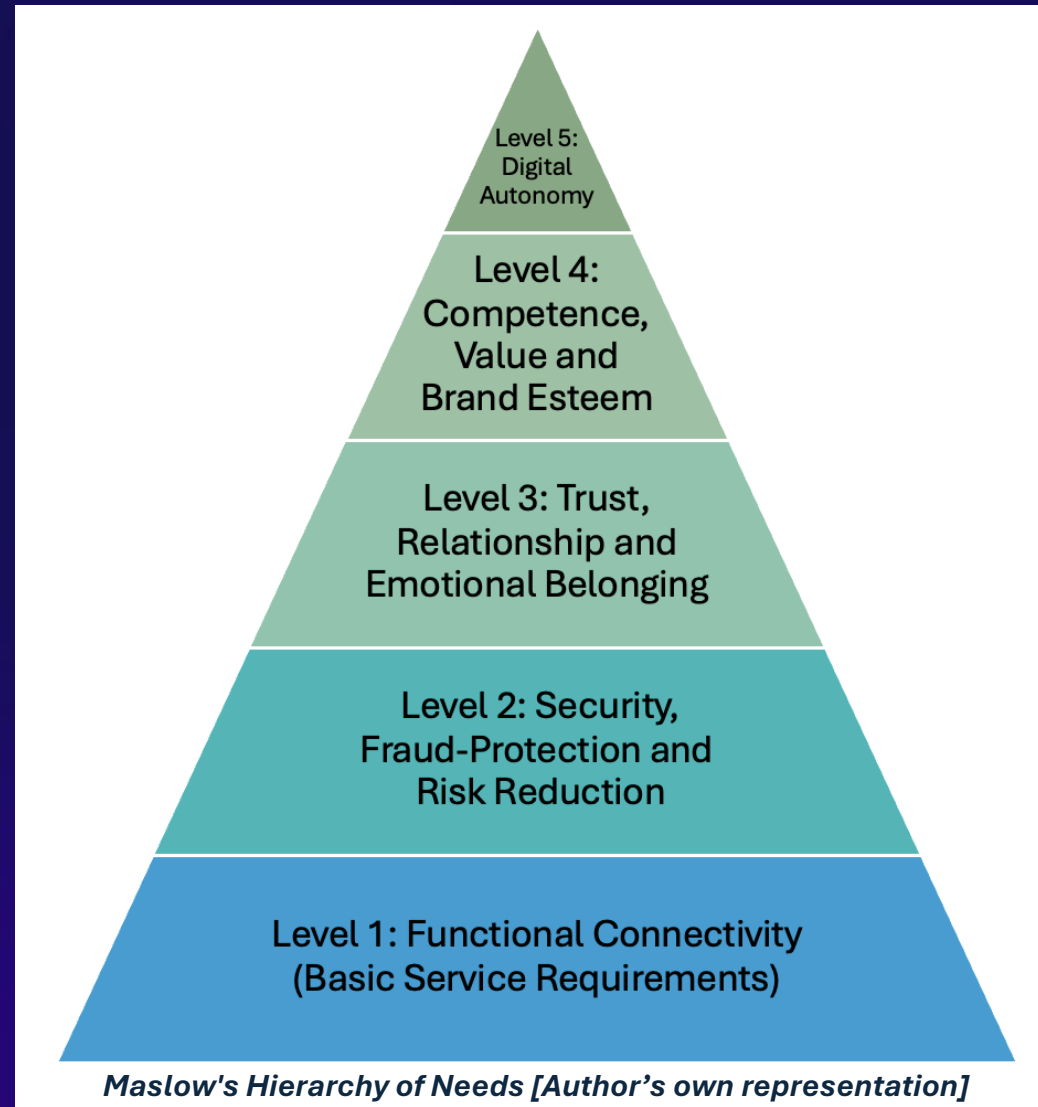 Level 5:
Digital
Autonomy
Level 4:
Competence,
Value and
Brand Esteem
Level 3: Trust,
Relationship and
Emotional Belonging
Level 2: Security,
Fraud-Protection and
Risk Reduction
Level 1: Functional Connectivity
(Basic Service Requirements)
Maslow's Hierarchy of Needs [Author’s own representation]